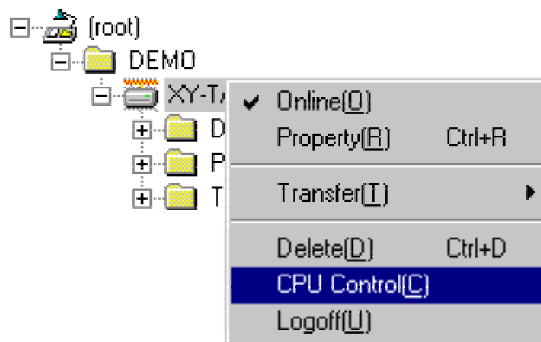 (root)
DEMO
XY-T
Online(O)
D
Property(R) Ctrl+R
P
T
Transfer(T)
Delete(D) Ctrl+D
CPU Control(C)
Logoff(U)